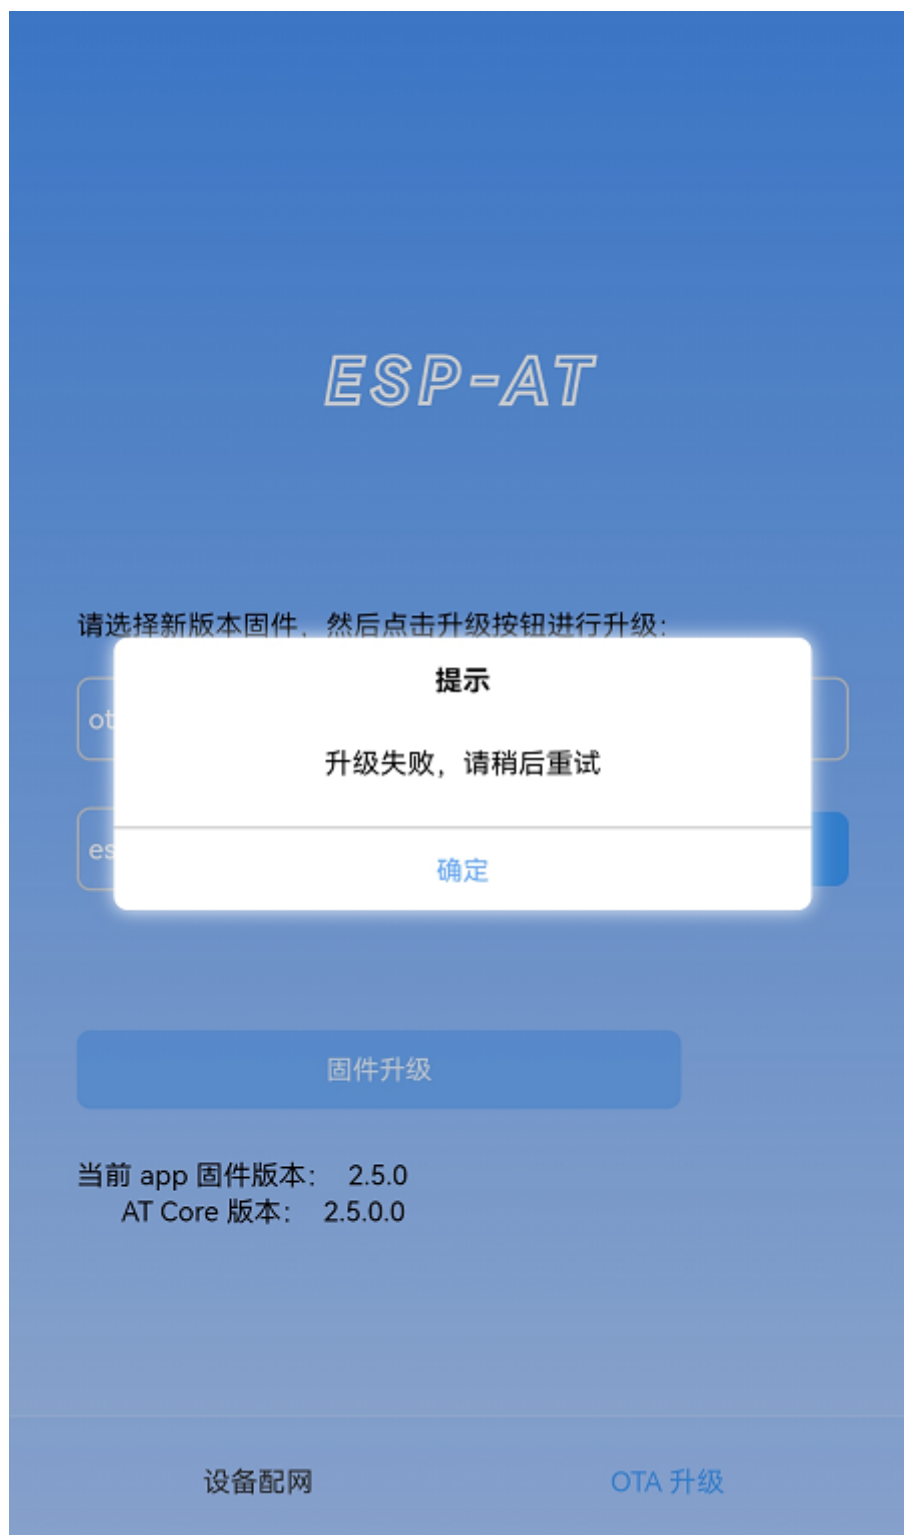 ESP-AT
请选择新版本固件，然后点击升级按钮进行升级：
提示
ot
升级失败，请稍后重试
es
确定
固件升级
当前 app 固件版本： 2.5.0
AT Core 版本： 2.5.0.0
设备配网
OTA 升级